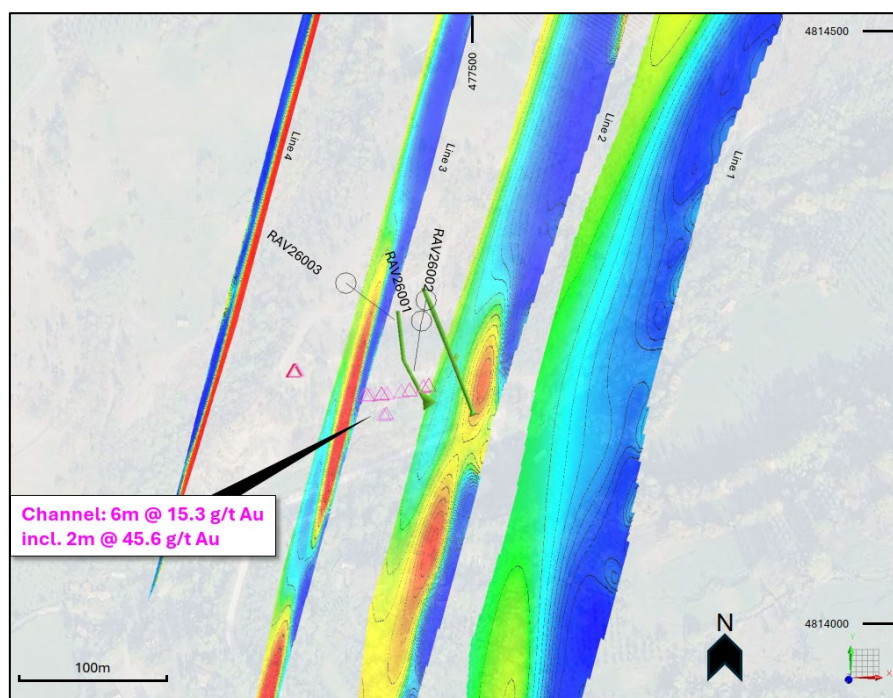 4814500
477500
Line 4
Line 3
Line 2
Line 1
RAV26003
RAV26001
RAV26002
Channel: 6m @ 15.3 g/t Au
incl. 2m @ 45.6 g/t Au
N
4814000
100m
Y
X